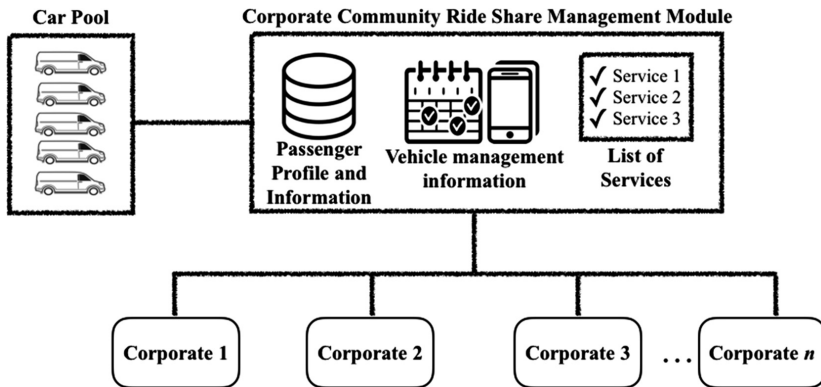 Car Pool
Corporate Community Ride Share Management Module
Passenger
Profile and
Information
Vehicle management
information
✓ Service 1
✓ Service 2
✓ Service 3
List of
Services
Corporate 1
Corporate 2
Corporate 3
...
Corporate n